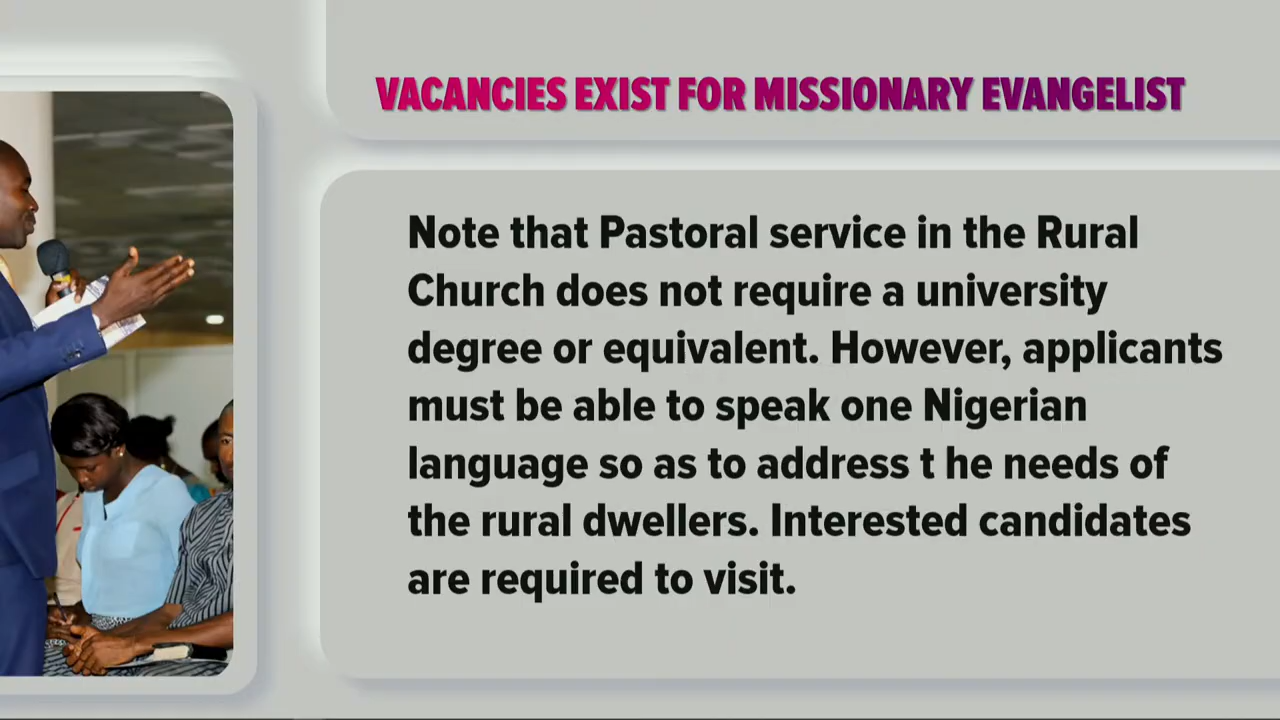 VACANCIES EXIST FOR MISSIONARY EVANGELIST
Note that Pastoral service in the Rural
Church does not require a university
degree or equivalent. However, applicants
must be able to speak one Nigerian
language so as to address t he needs of
the rural dwellers. Interested candidates
are required to visit.